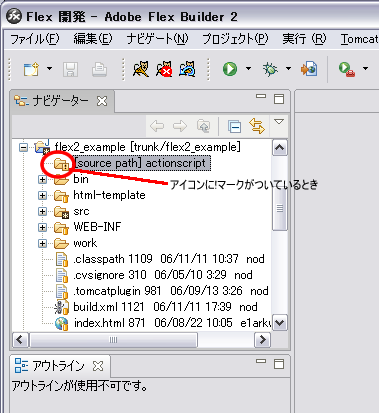 Flex 開発 - Adobe Flex Builder 2
ファイル(F) 編集(E) ナビゲート(N) プロジェクト(P) 実行 (R) Tomcat
ナビゲーター
flex2_example [trunk/flex2_example]
[source path] actionscript
アイコンに!マークがついているとき
bin
html-template
src
WEB-INF
work
.classpath 1109 06/11/11 10:37 nod
.cvsignore 310 06/05/10 3:29 nod
.tomcatplugin 981 06/09/13 3:26 nod
build.xml 1121 06/11/11 17:39 nod
index.html 871 06/08/22 10:05 e1arkw
アウトライン
アウトラインが使用不可です。